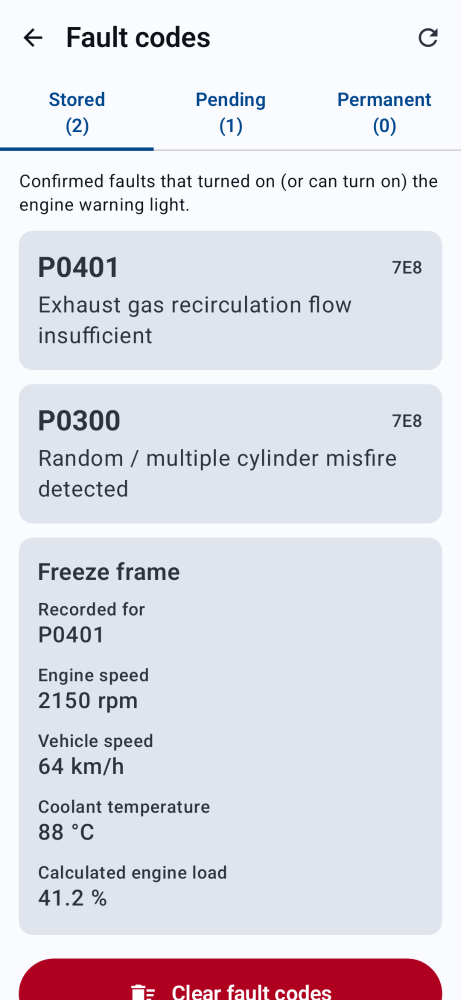 Fault codes
Stored
(2)
Pending
(1)
Permanent
(0)
Confirmed faults that turned on (or can turn on) the
engine warning light.
P0401
7E8
Exhaust gas recirculation flow
insufficient
P0300
7E8
Random / multiple cylinder misfire
detected
Freeze frame
Recorded for
P0401
Engine speed
2150 rpm
Vehicle speed
64 km/h
Coolant temperature
88 °C
Calculated engine load
41.2 %
Clear fault codes